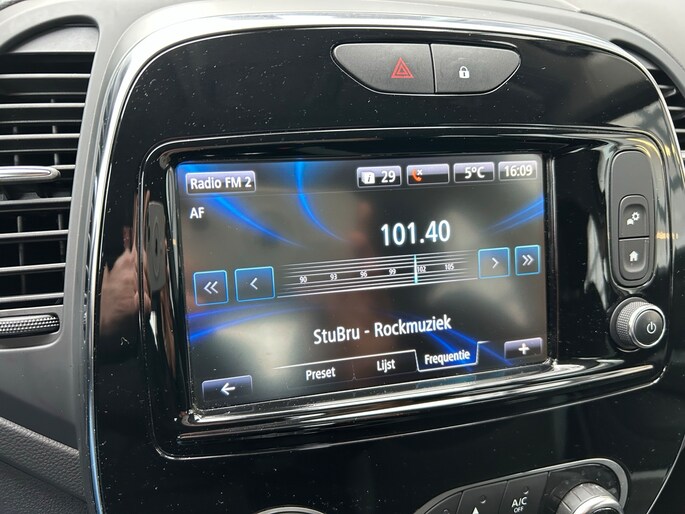 Radio FM 2
29
5°C
16:09
AF
101.40
90 93 96 99 102 105
StuBru - Rockmuziek
Preset
Lijst
Frequentie
A/C
OFF